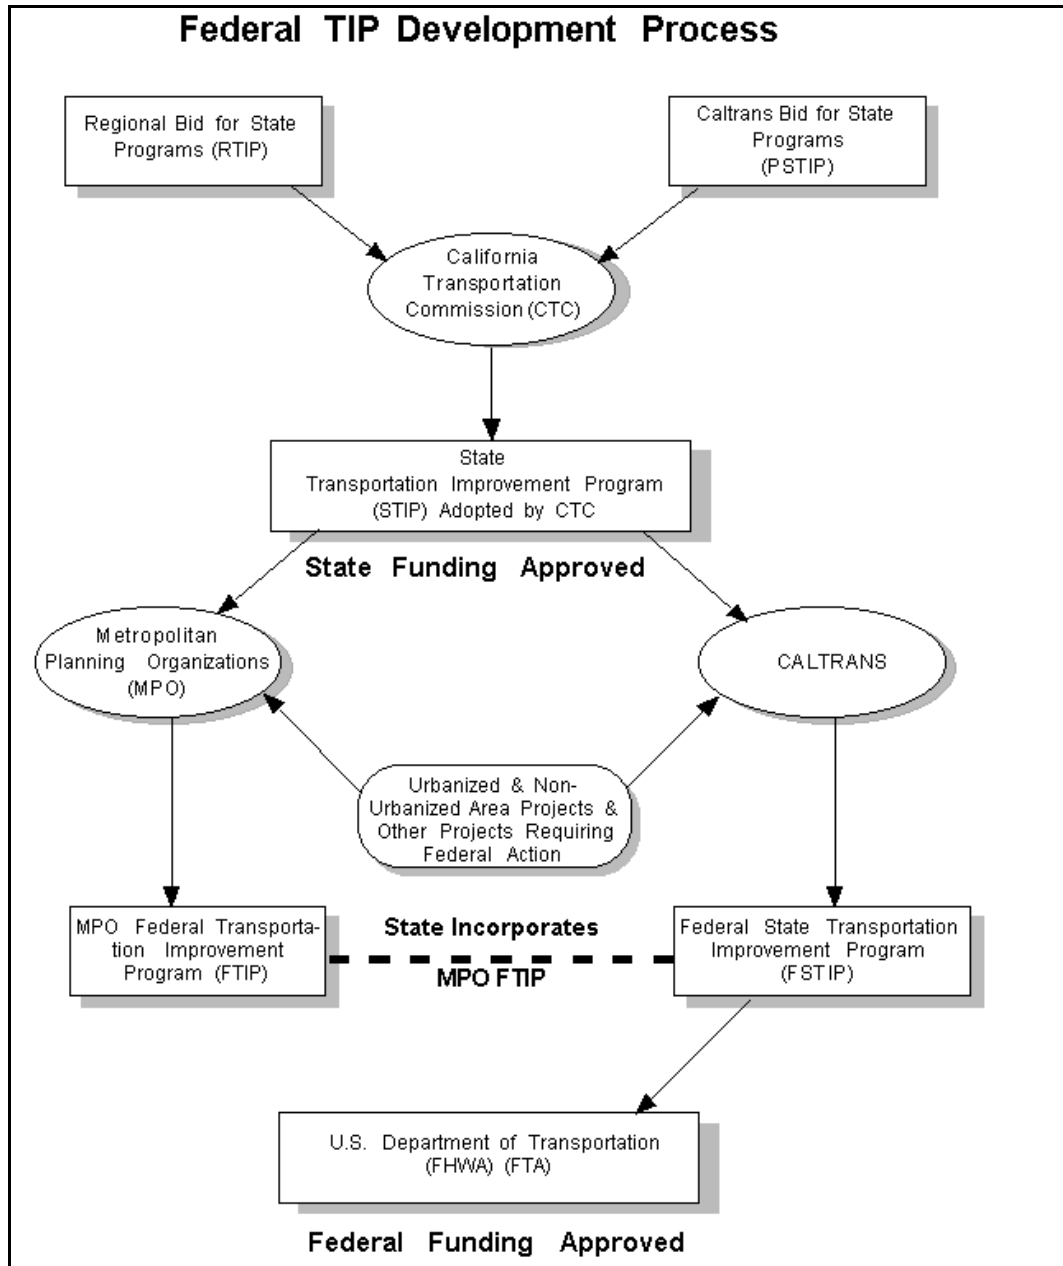 Federal TIP Development Process
Regional Bid for State
Programs (RTIP)
Caltrans Bid for State
Programs
(PSTIP)
California
Transportation
Commission (CTC)
State
Transportation Improvement Program
(STIP) Adopted by CTC
State Funding Approved
Metropolitan
Planning Organizations
(MPO)
CALTRANS
Urbanized & Non-
Urbanized Area Projects &
Other Projects Requiring
Federal Action
MPO Federal Transporta-
tion Improvement
Program (FTIP)
State Incorporates
MPO FTIP
Federal State Transportation
Improvement Program
(FSTIP)
U.S. Department of Transportation
(FHWA) (FTA)
Federal Funding Approved